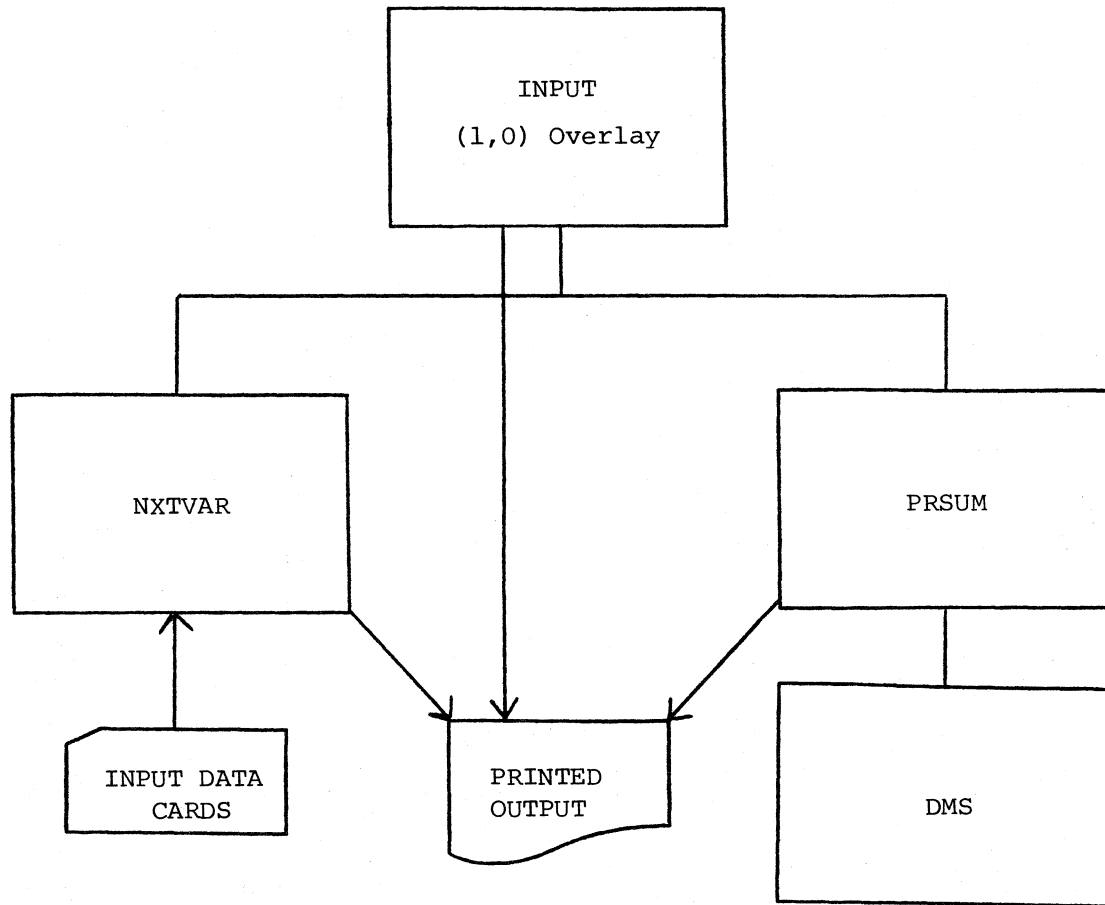 INPUT
(1,0) Overlay
NXTVAR
PRSUM
INPUT DATA
CARDS
PRINTED
OUTPUT
DMS